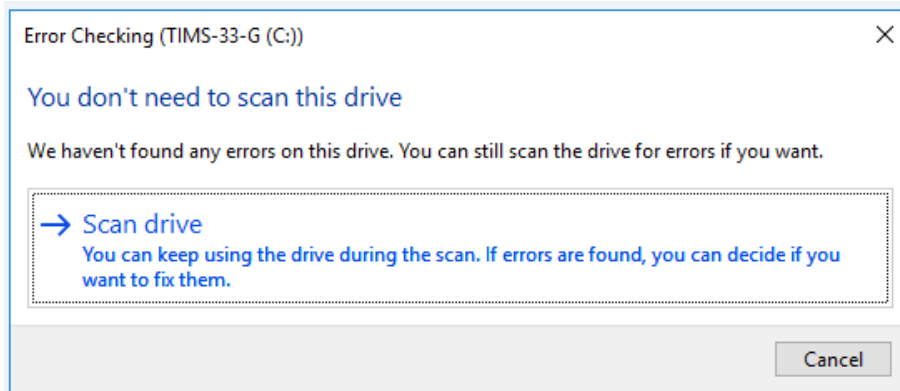 Error Checking (TIMS-33-G (C:))
You don't need to scan this drive
We haven't found any errors on this drive. You can still scan the drive for errors if you want.
Scan drive
You can keep using the drive during the scan. If errors are found, you can decide if you
want to fix them.
Cancel